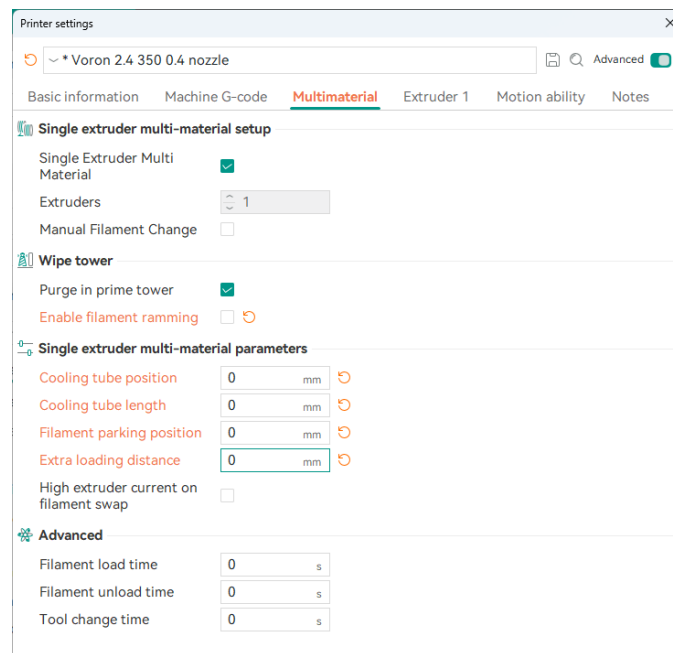 Printer settings
* Voron 2.4 350 0.4 nozzle
Advanced
Basic information Machine G-code Multimaterial Extruder 1 Motion ability Notes
Single extruder multi-material setup
Single Extruder Multi
Material
Extruders 1
Manual Filament Change
Wipe tower
Purge in prime tower
Enable filament ramming
Single extruder multi-material parameters
Cooling tube position 0 mm
Cooling tube length 0 mm
Filament parking position 0 mm
Extra loading distance 0 mm
High extruder current on
filament swap
Advanced
Filament load time 0 s
Filament unload time 0 s
Tool change time 0 s